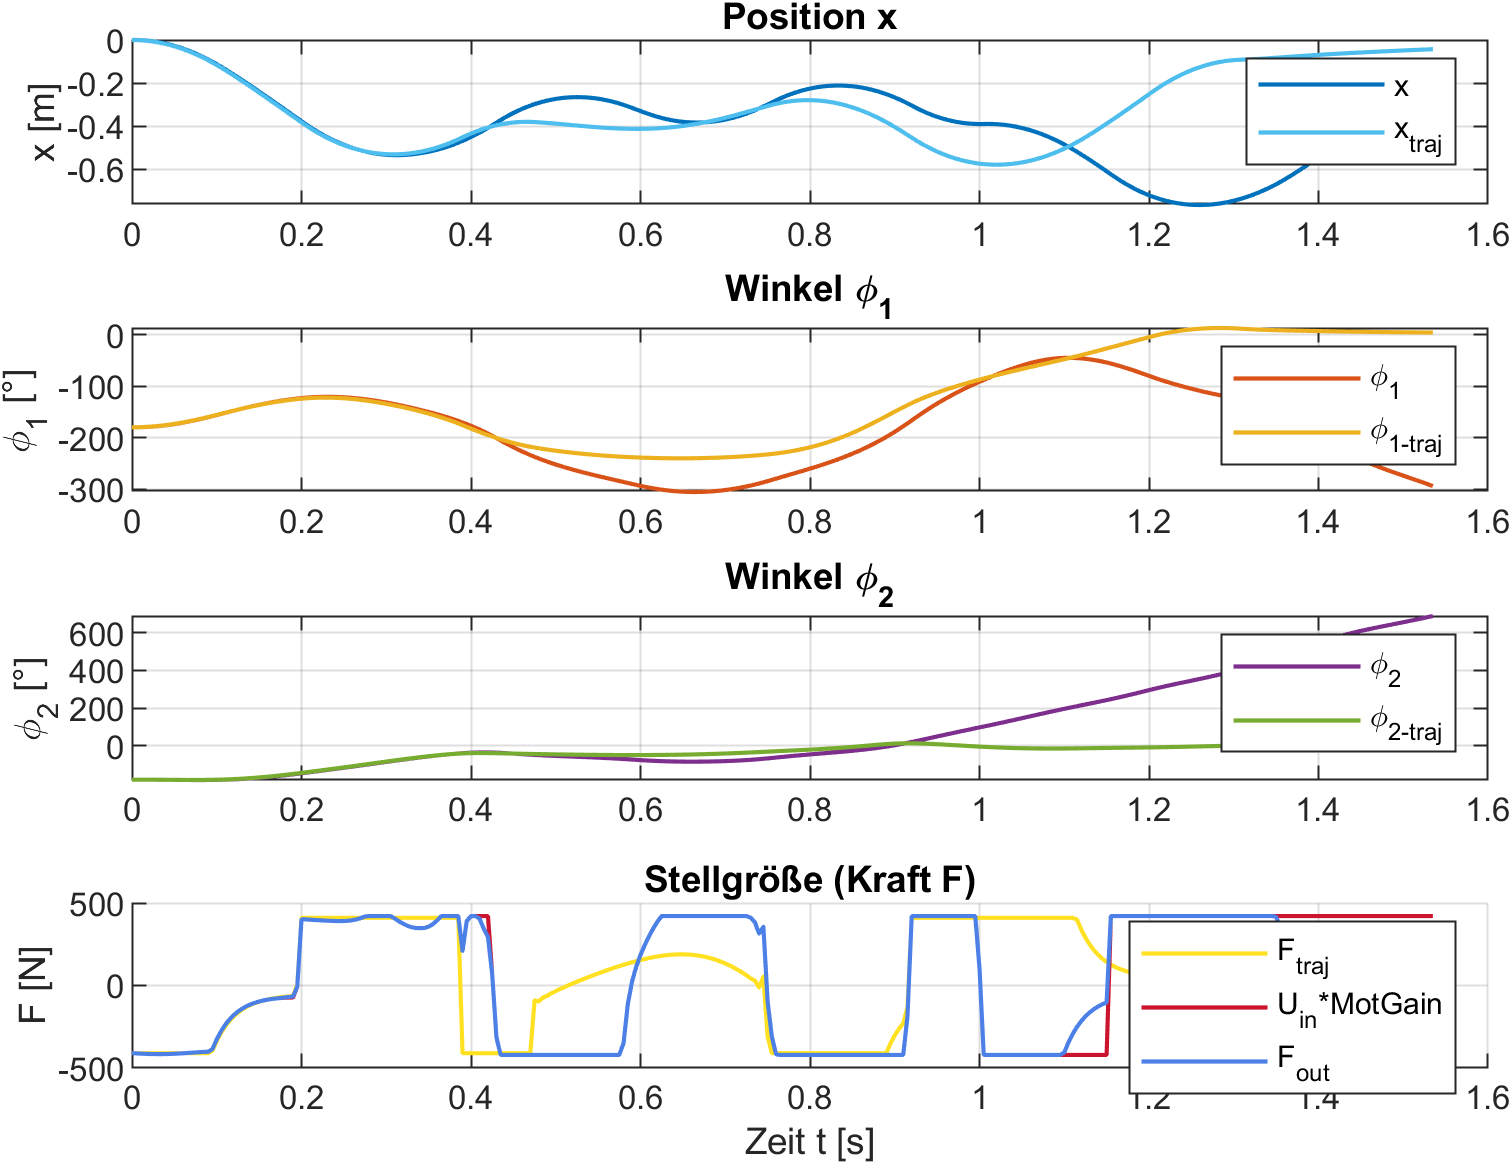 Position x
x [m]
0
-0.2
-0.4
-0.6
x
x_traj
0 0.2 0.4 0.6 0.8 1 1.2 1.4 1.6
Winkel ϕ_1
ϕ_1 [°]
0
-100
-200
-300
ϕ_1
ϕ_1-traj
0 0.2 0.4 0.6 0.8 1 1.2 1.4 1.6
Winkel ϕ_2
ϕ_2 [°]
600
400
200
0
ϕ_2
ϕ_2-traj
0 0.2 0.4 0.6 0.8 1 1.2 1.4 1.6
Stellgröße (Kraft F)
F [N]
500
0
-500
F_traj
U_in*MotGain
F_out
0 0.2 0.4 0.6 0.8 1 1.2 1.4 1.6
Zeit t [s]